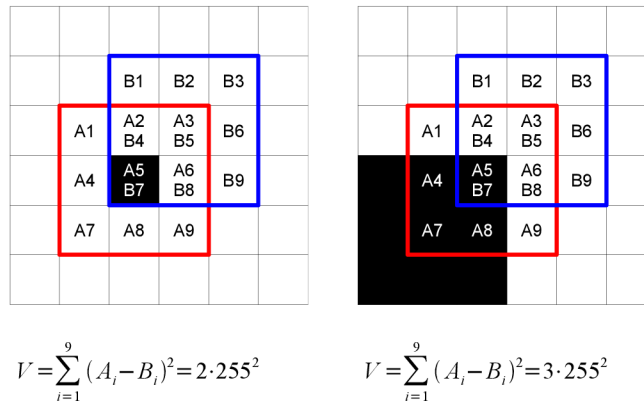 B1 B2 B3
A1 A2 A3
B4 B5 B6
A4 A5 A6
B7 B8 B9
A7 A8 A9
V = \sum_{i=1}^{9} (A_i − B_i)^2 = 2·255^2
B1 B2 B3
A1 A2 A3
B4 B5 B6
A4 A5 A6
B7 B8 B9
A7 A8 A9
V = \sum_{i=1}^{9} (A_i − B_i)^2 = 3·255^2